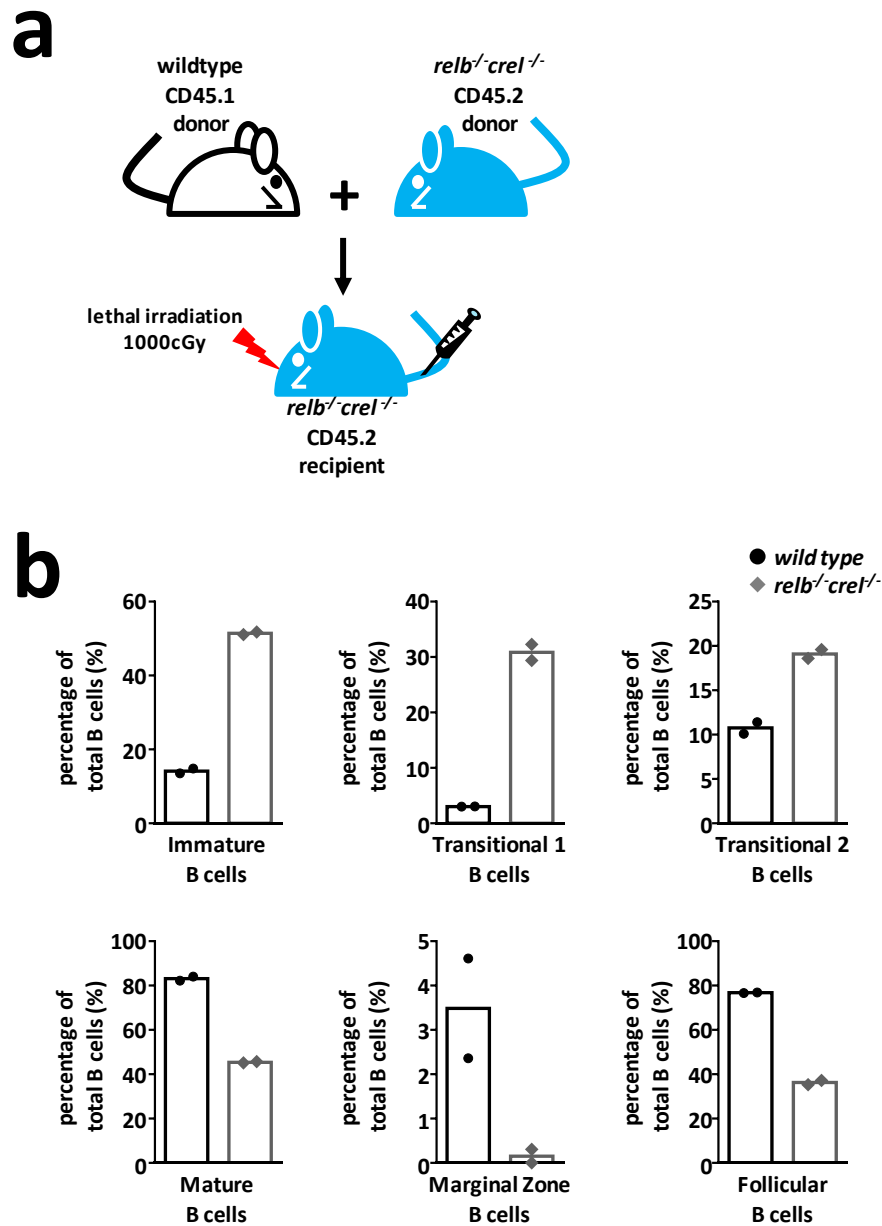 a
wildtype
CD45.1
donor
relb-/-crel-/-
CD45.2
donor
+
lethal irradiation
1000cGy
relb-/-crel-/-
CD45.2
recipient
b
wild type
relb-/-crel-/-
percentage of
total B cells (%)
60
40
20
0
Immature
B cells
percentage of
total B cells (%)
40
30
20
10
0
Transitional 1
B cells
percentage of
total B cells (%)
25
20
15
10
5
0
Transitional 2
B cells
percentage of
total B cells (%)
100
80
60
40
20
0
Mature
B cells
percentage of
total B cells (%)
5
4
3
2
1
0
Marginal Zone
B cells
percentage of
total B cells (%)
100
80
60
40
20
0
Follicular
B cells